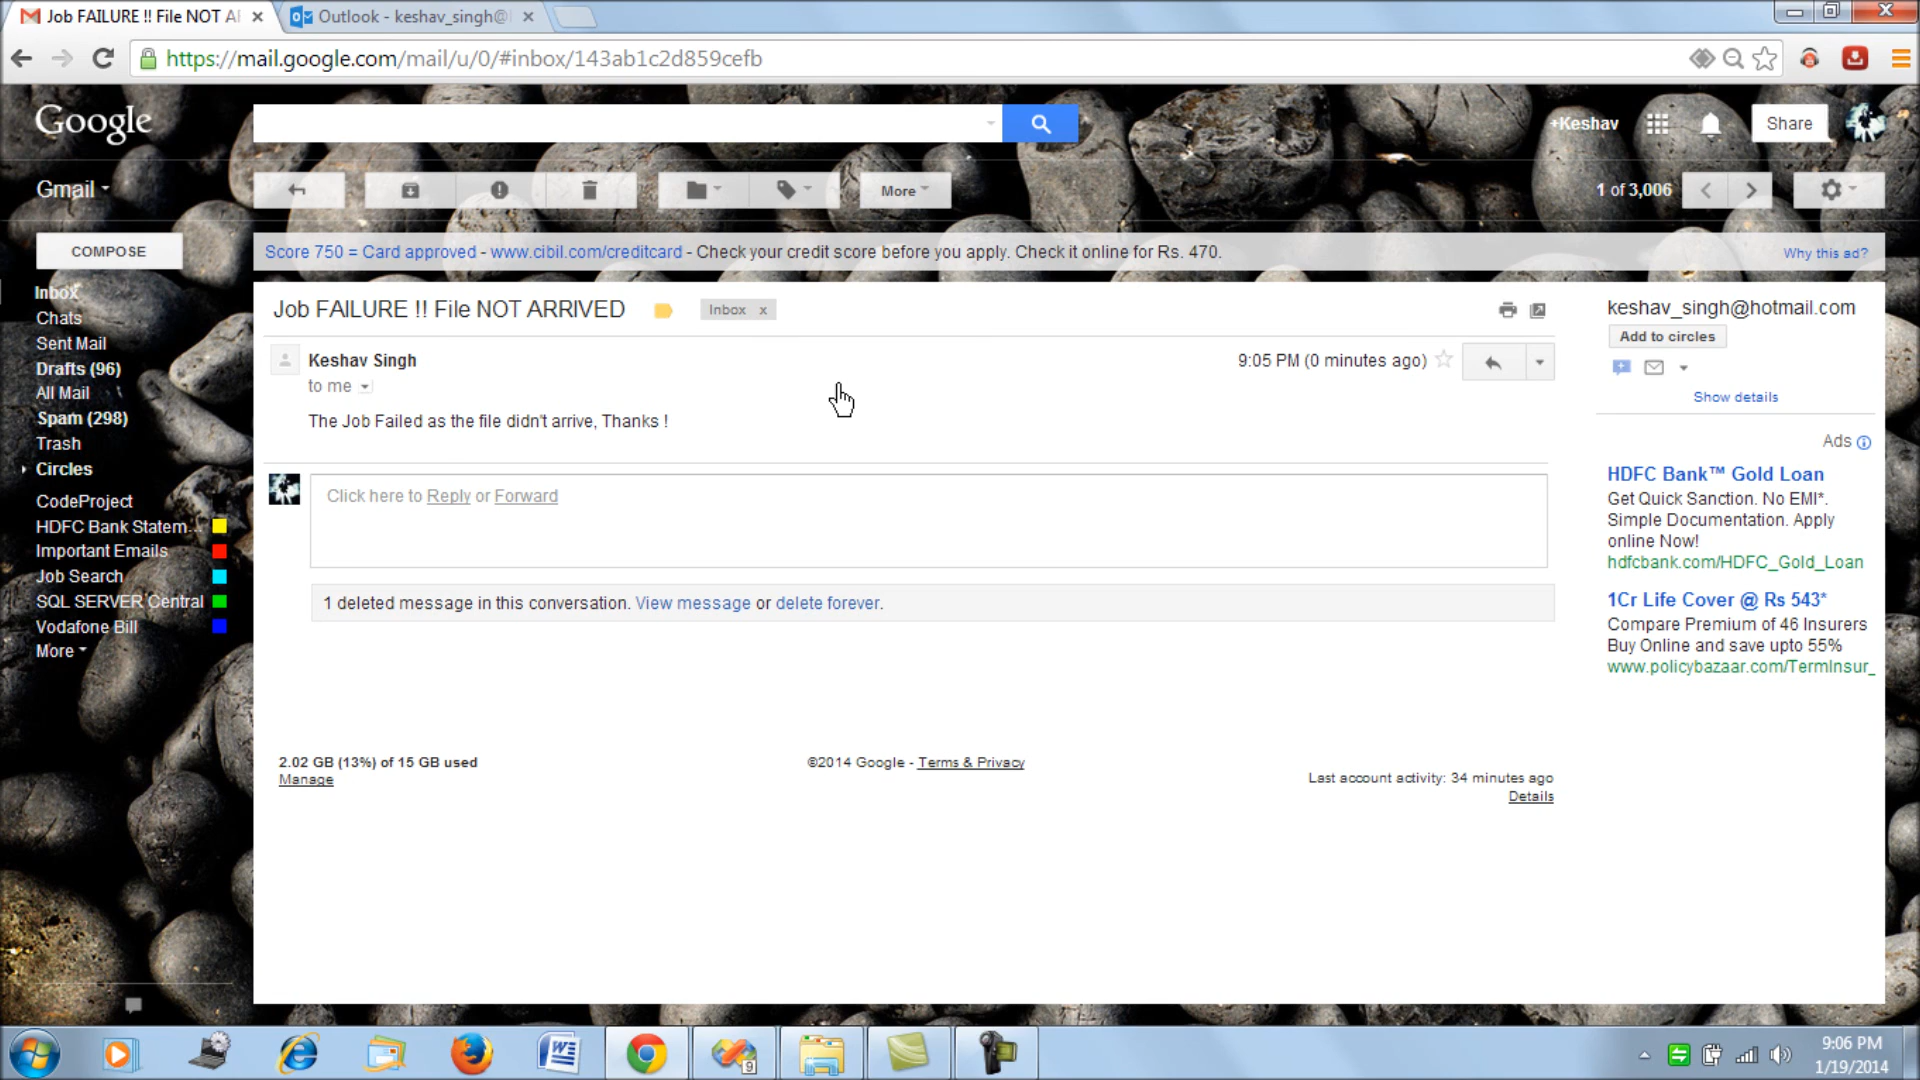 Job FAILURE !! File NOT A
Outlook - keshav_singh@
https://mail.google.com/mail/u/0/#inbox/143ab1c2d859cefb
Google
+Keshav
Share
Gmail
More
1 of 3,006
COMPOSE
Score 750 = Card approved - www.cibil.com/creditcard - Check your credit score before you apply. Check it online for Rs. 470.
Why this ad?
Inbox
Chats
Sent Mail
Drafts (96)
All Mail
Spam (298)
Trash
Circles
CodeProject
HDFC Bank Statem...
Important Emails
Job Search
SQL SERVER Central
Vodafone Bill
More
Job FAILURE !! File NOT ARRIVED
Inbox x
Keshav Singh
9:05 PM (0 minutes ago)
to me
The Job Failed as the file didn't arrive, Thanks !
Click here to Reply or Forward
1 deleted message in this conversation. View message or delete forever.
2.02 GB (13%) of 15 GB used
Manage
©2014 Google - Terms & Privacy
Last account activity: 34 minutes ago
Details
keshav_singh@hotmail.com
Add to circles
Show details
Ads
HDFC Bank™ Gold Loan
Get Quick Sanction. No EMI*.
Simple Documentation. Apply
online Now!
hdfcbank.com/HDFC_Gold_Loan
1Cr Life Cover @ Rs 543*
Compare Premium of 46 Insurers
Buy Online and save upto 55%
www.policybazaar.com/TermInsur_
9
9:06 PM
1/19/2014